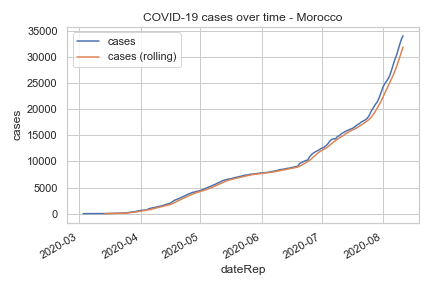 COVID-19 cases over time - Morocco
cases
cases (rolling)
35000
30000
25000
20000
15000
10000
5000
0
cases
2020-03
2020-04
2020-05
2020-06
2020-07
2020-08
dateRep